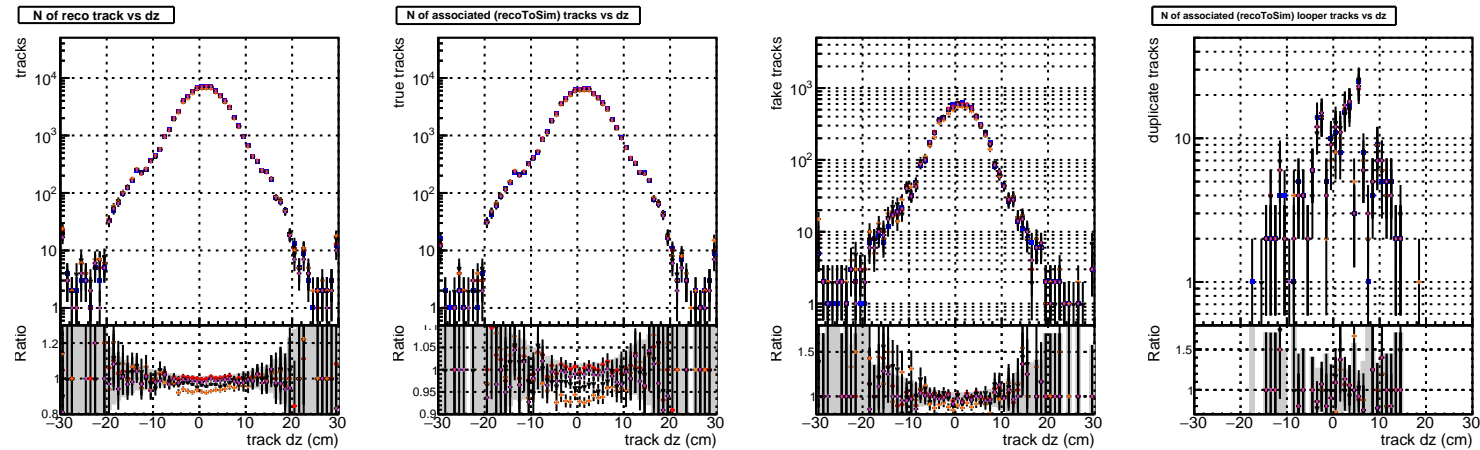 N of reco track vs dz
tracks
10⁴
10³
10²
10
1
Ratio
1.2
1
0.8
−30 −20 −10 0 10 20 30
track dz (cm)
N of associated (recoToSim) tracks vs dz
true tracks
10⁴
10³
10²
10
1
Ratio
1.05
1
0.95
0.9
−30 −20 −10 0 10 20 30
track dz (cm)
fake tracks
10³
10²
10
1
Ratio
1.5
1
−30 −20 −10 0 10 20 30
track dz (cm)
N of associated (recoToSim) looper tracks vs dz
duplicate tracks
10
1
Ratio
1.5
1
−30 −20 −10 0 10 20 30
track dz (cm)